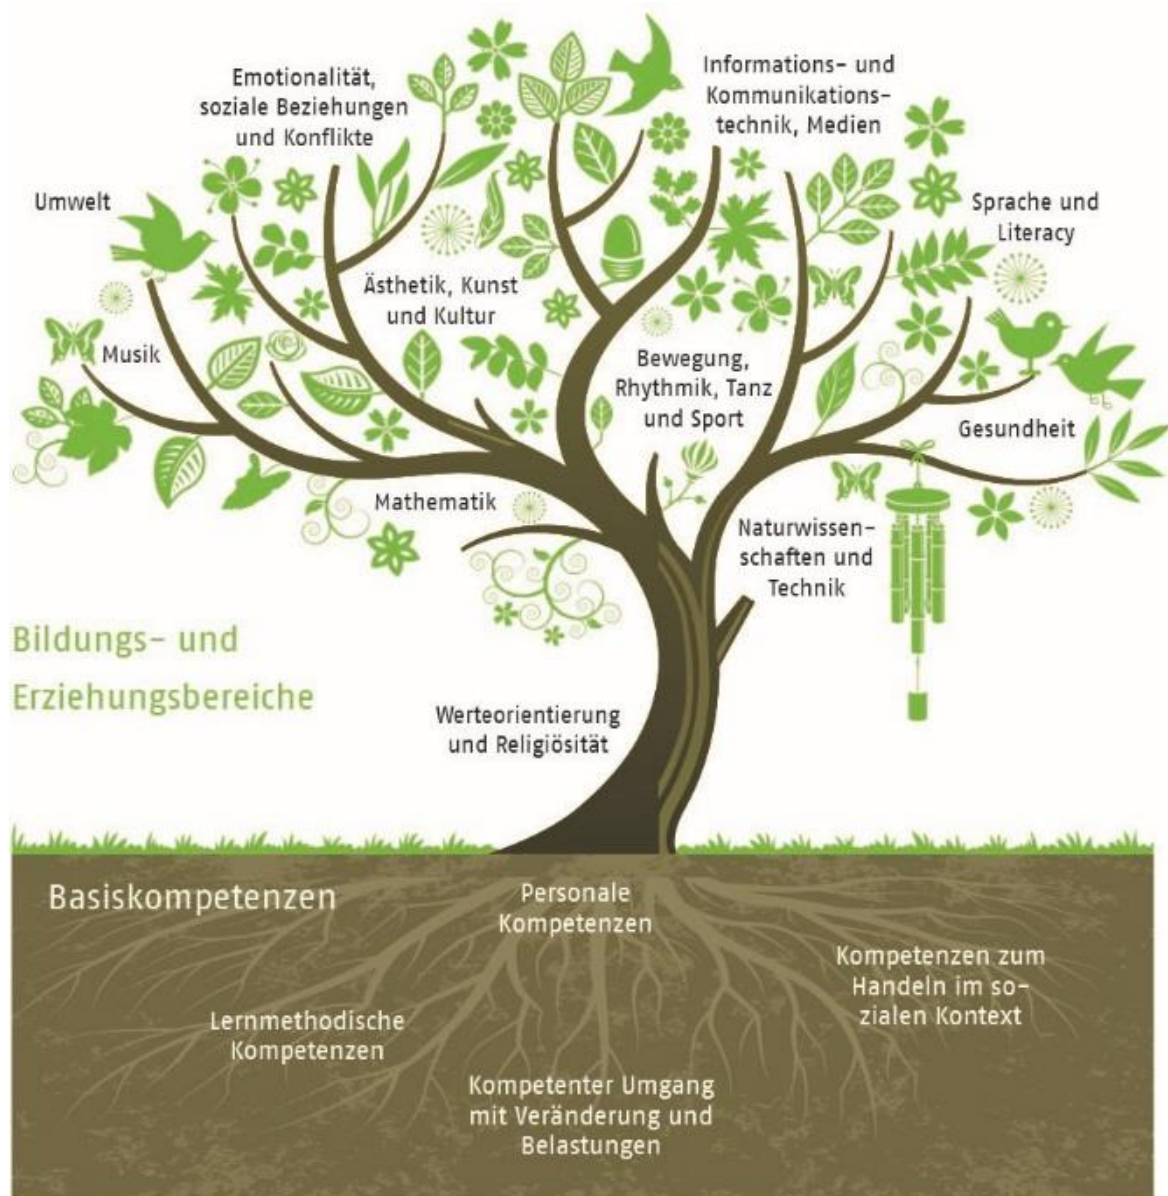 Emotionalität,
soziale Beziehungen
und Konflikte
Informations- und
Kommunikations-
technik, Medien
Umwelt
Sprache und
Literacy
Ästhetik, Kunst
und Kultur
Musik
Bewegung,
Rhythmik, Tanz
und Sport
Gesundheit
Mathematik
Naturwissen-
schaften und
Technik
Bildungs- und
Erziehungsbereiche
Werteorientierung
und Religiösität
Basiskompetenzen
Personale
Kompetenzen
Kompetenzen zum
Handeln im so-
zialen Kontext
Lernmethodische
Kompetenzen
Kompetenter Umgang
mit Veränderung und
Belastungen